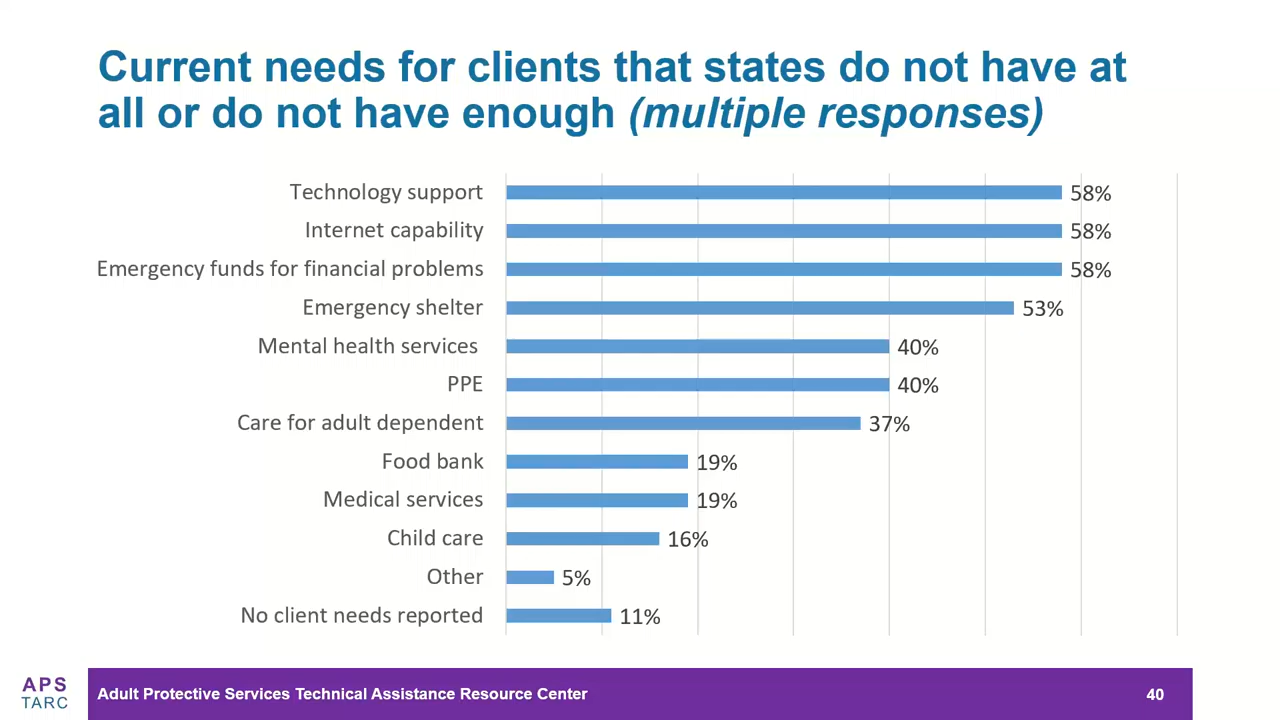 Current needs for clients that states do not have at
all or do not have enough (multiple responses)
Technology support 58%
Internet capability 58%
Emergency funds for financial problems 58%
Emergency shelter 53%
Mental health services 40%
PPE 40%
Care for adult dependent 37%
Food bank 19%
Medical services 19%
Child care 16%
Other 5%
No client needs reported 11%
APS
TARC
Adult Protective Services Technical Assistance Resource Center 40